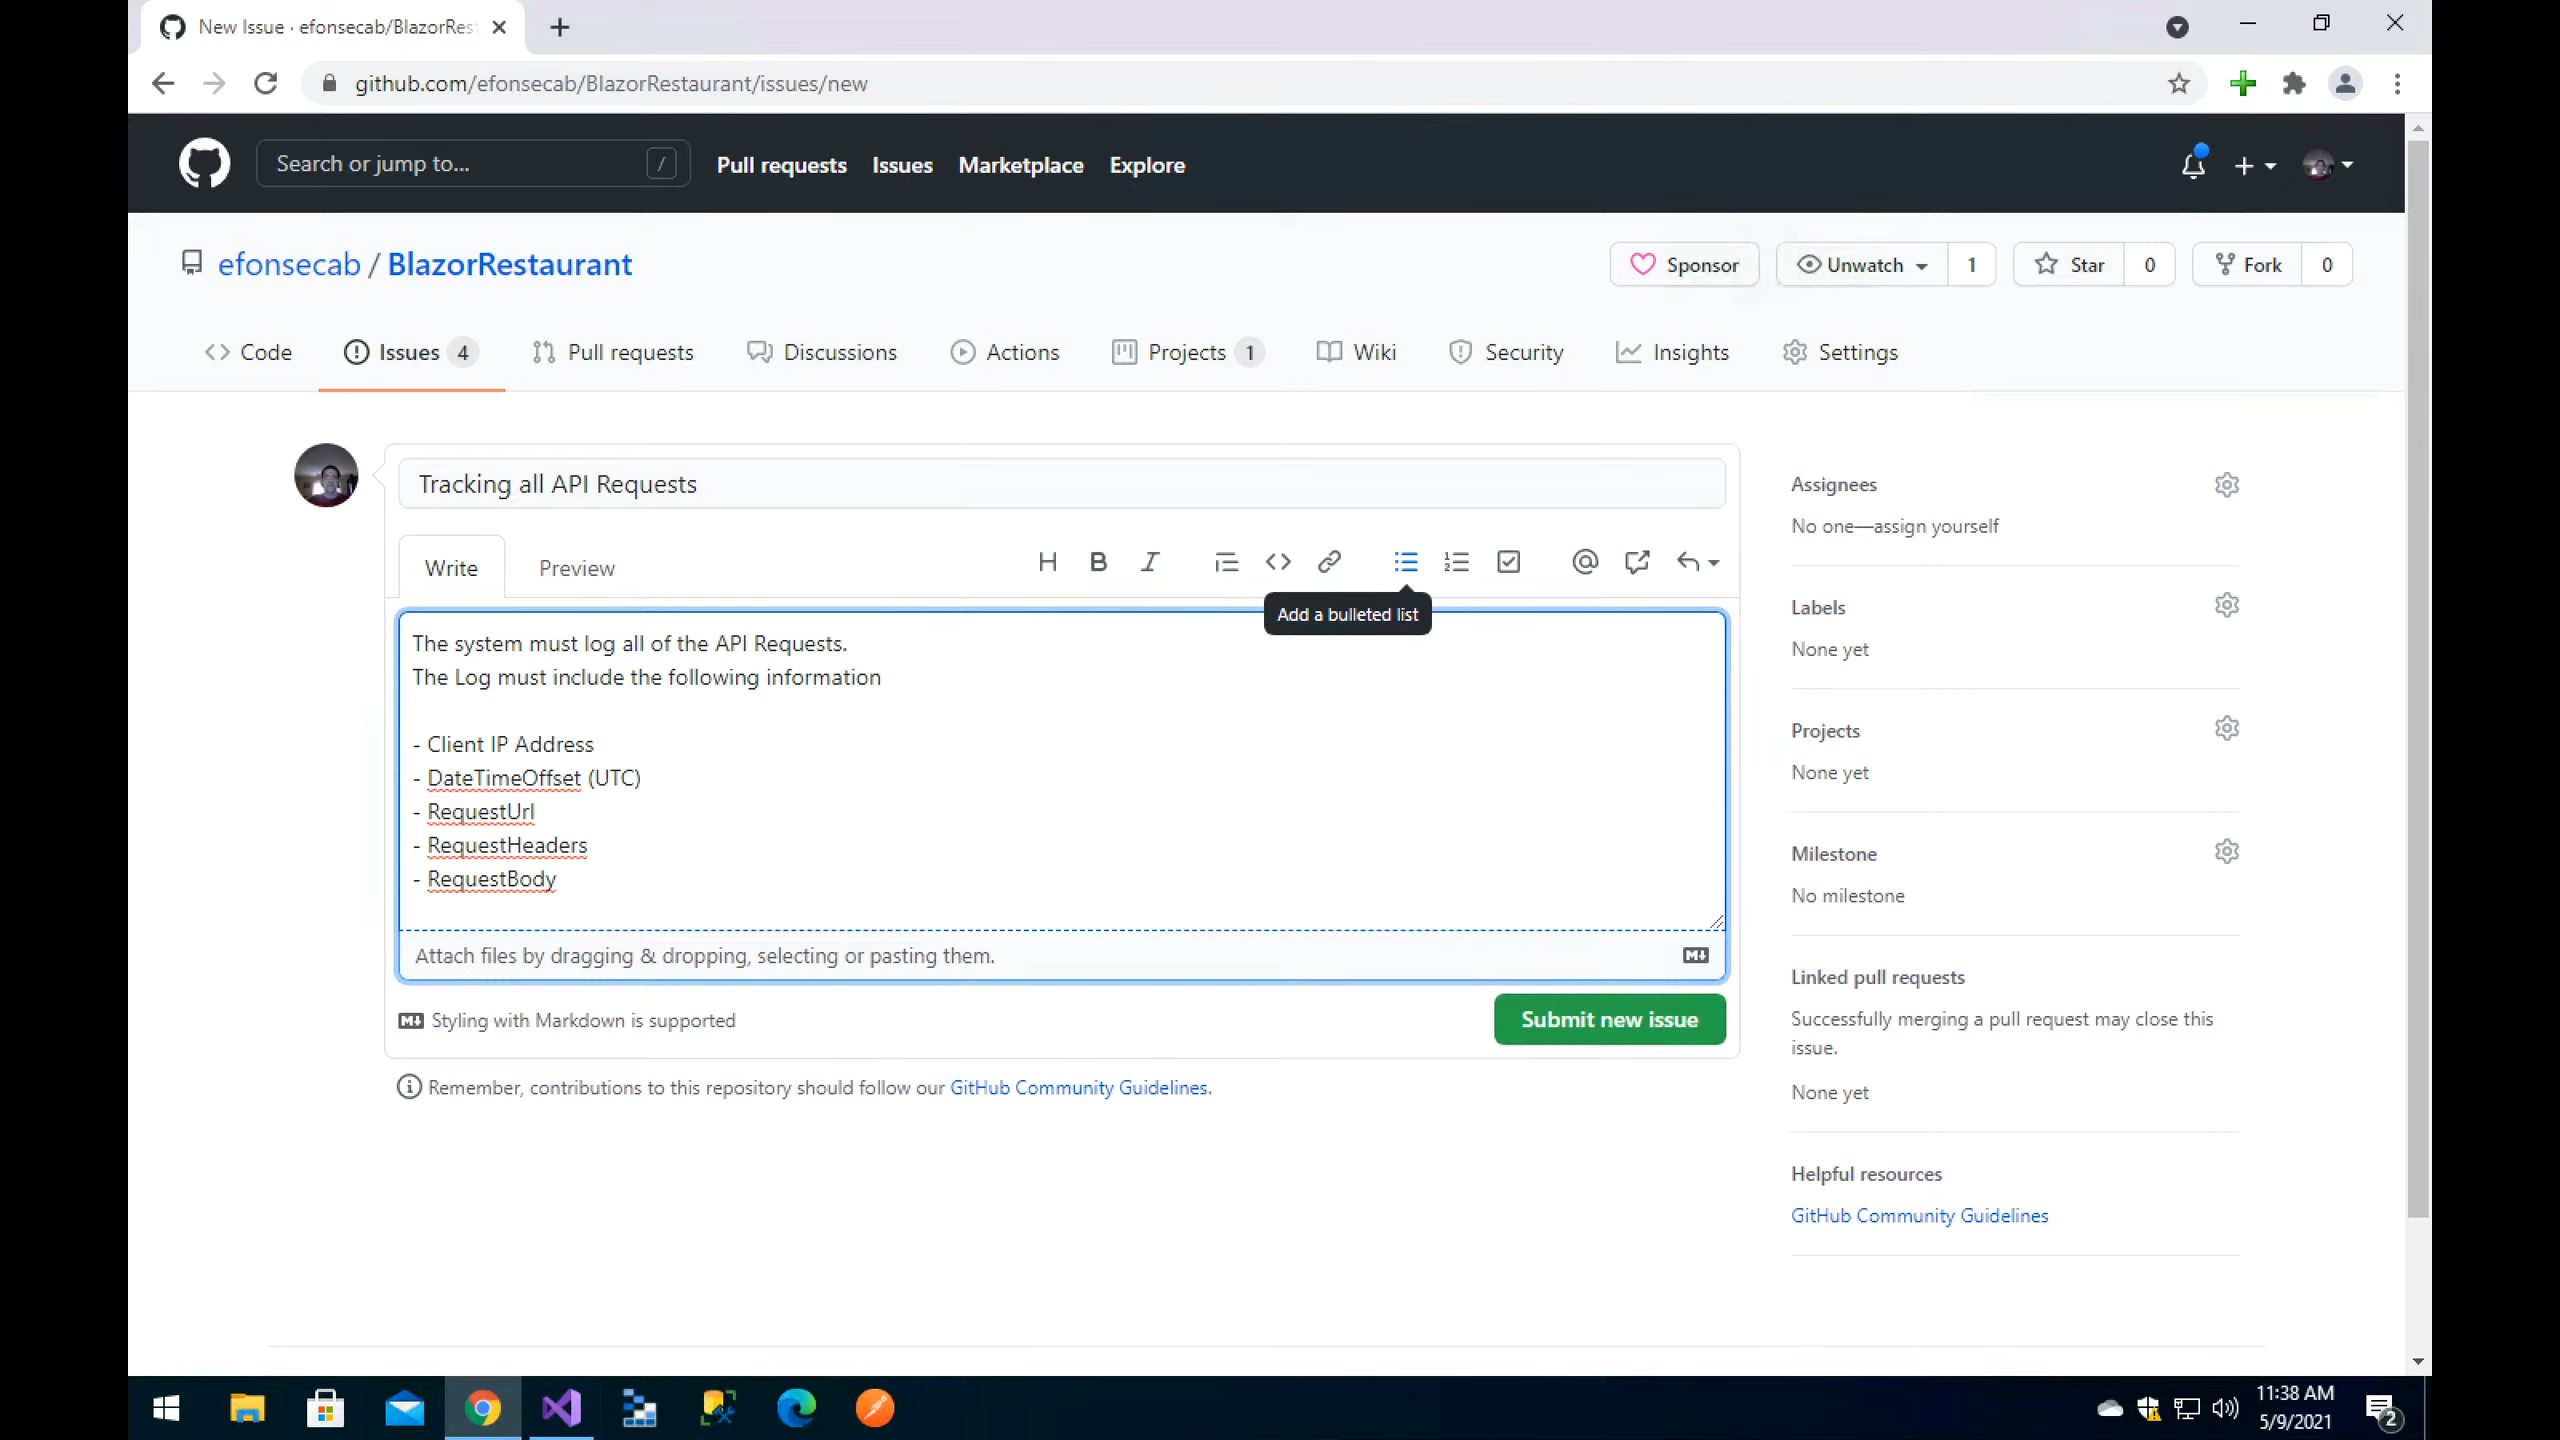 New Issue · efonsecab/BlazorRes
github.com/efonsecab/BlazorRestaurant/issues/new
Search or jump to...
/
Pull requests
Issues
Marketplace
Explore
efonsecab / BlazorRestaurant
Sponsor
Unwatch
1
Star
0
Fork
0
Code
Issues 4
Pull requests
Discussions
Actions
Projects 1
Wiki
Security
Insights
Settings
Tracking all API Requests
Write
Preview
H B I
Add a bulleted list
The system must log all of the API Requests.
The Log must include the following information
- Client IP Address
- DateTimeOffset (UTC)
- RequestUrl
- RequestHeaders
- RequestBody
Attach files by dragging & dropping, selecting or pasting them.
Styling with Markdown is supported
Submit new issue
Remember, contributions to this repository should follow our GitHub Community Guidelines.
Assignees
No one—assign yourself
Labels
None yet
Projects
None yet
Milestone
No milestone
Linked pull requests
Successfully merging a pull request may close this
issue.
None yet
Helpful resources
GitHub Community Guidelines
11:38 AM
5/9/2021
2